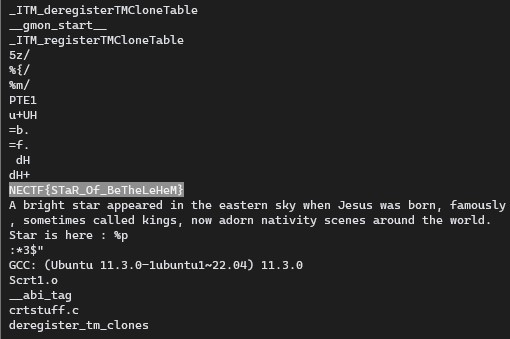 _ITM_deregisterTMCloneTable
__gmon_start__
_ITM_registerTMCloneTable
5z/
%{/
%m/
PTE1
u+UH
=b.
=f.
 dH
dH+
NECTF{STaR_Of_BeTheLeHeM}
A bright star appeared in the eastern sky when Jesus was born, famously
, sometimes called kings, now adorn nativity scenes around the world.
Star is here : %p
:*3$"
GCC: (Ubuntu 11.3.0-1ubuntu1~22.04) 11.3.0
Scrt1.o
__abi_tag
crtstuff.c
deregister_tm_clones